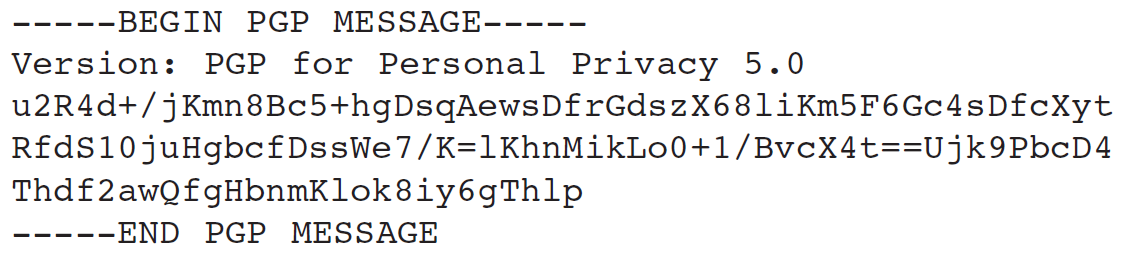 -----BEGIN PGP MESSAGE-----
Version: PGP for Personal Privacy 5.0
u2R4d+/jKmn8Bc5+hgDsqAewsDfrGdszX68liKm5F6Gc4sDfcXyt
RfdS10juHgbcfDssWe7/K=lKhnMikLo0+1/BvcX4t==Ujk9PbcD4
Thdf2awQfgHbnmKlok8iy6gThlp
-----END PGP MESSAGE